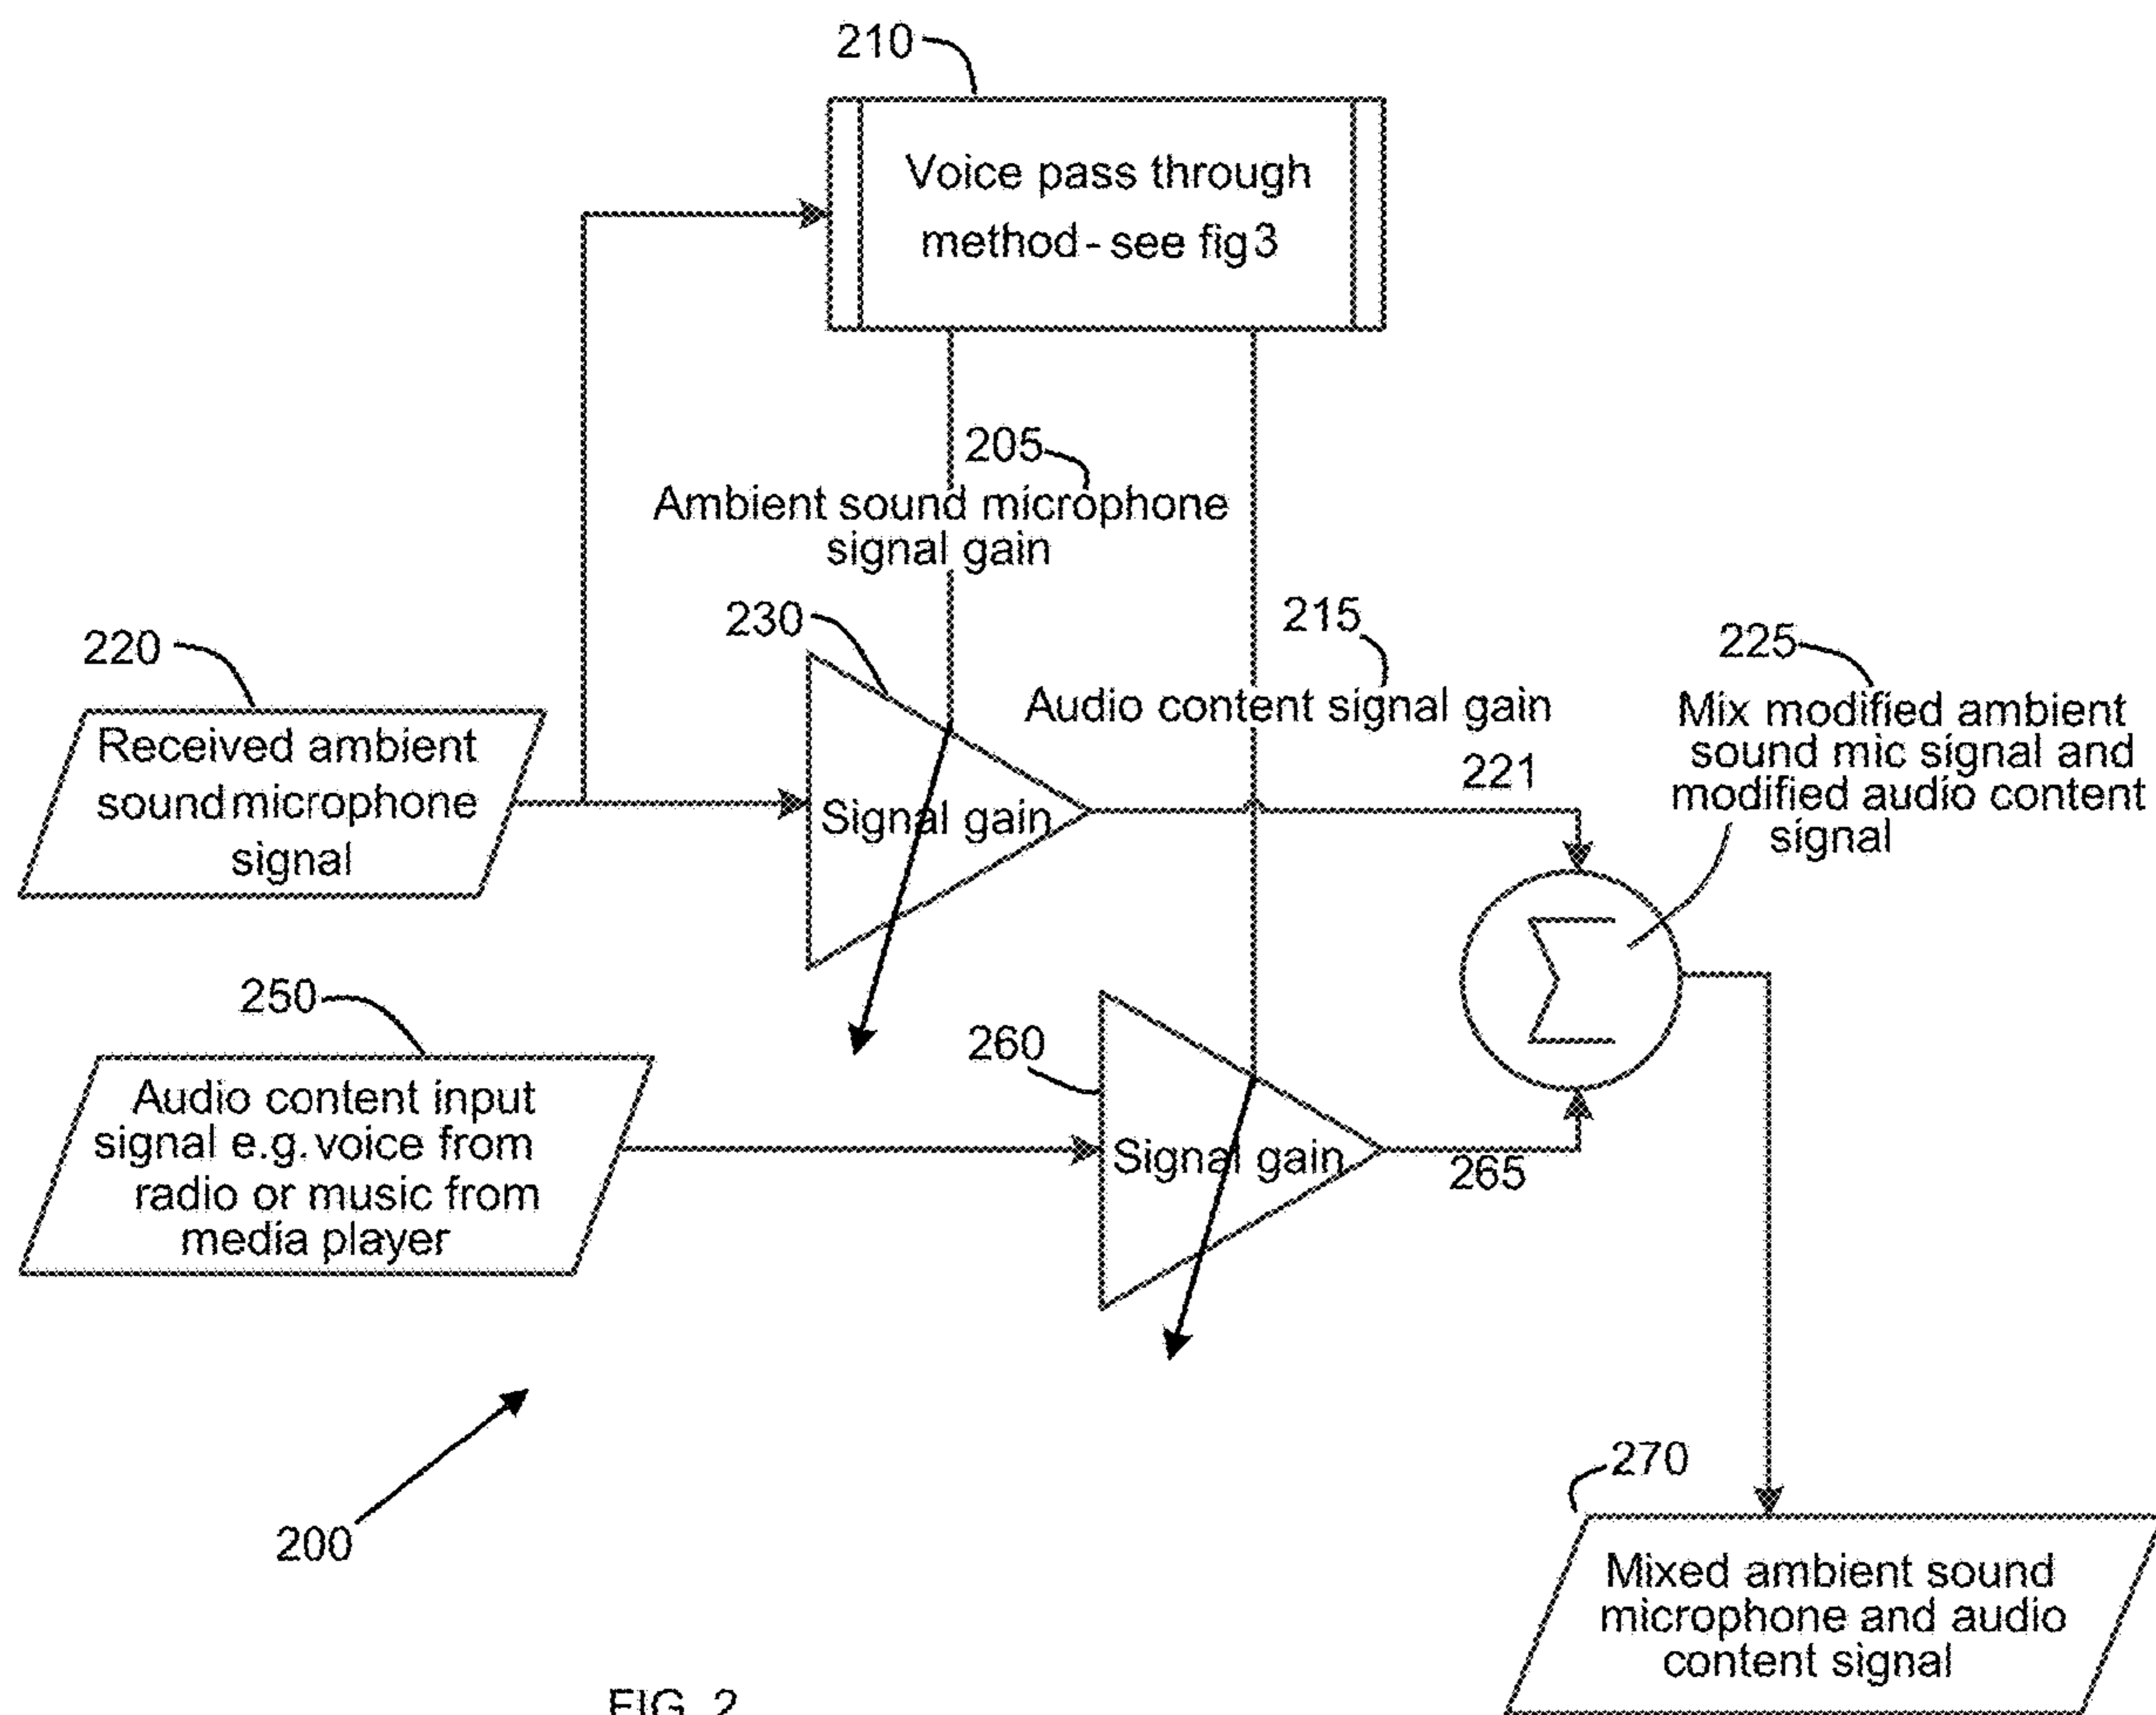 210
Voice pass through
method - see fig 3
205
Ambient sound microphone
signal gain
230
215
220
225
Audio content signal gain
Mix modified ambient
sound mic signal and
modified audio content
signal
221
Received ambient
sound microphone
signal
Signal gain
250
260
Audio content input
signal e.g. voice from
radio or music from
media player
Signal gain
265
Σ
200
270
Mixed ambient sound
microphone and audio
content signal
FIG. 2